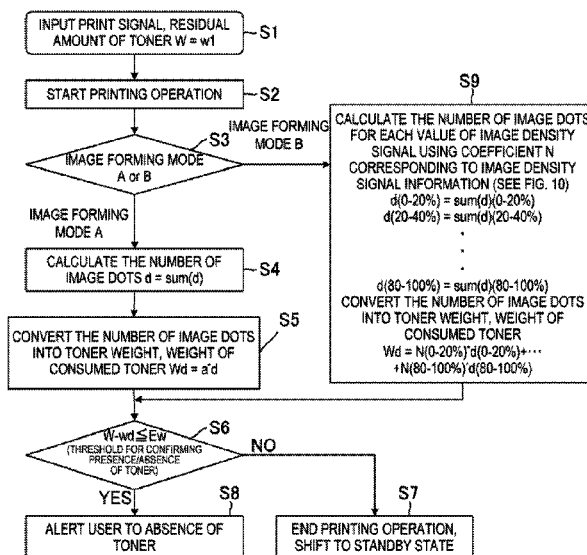 INPUT PRINT SIGNAL, RESIDUAL
AMOUNT OF TONER W = w1
S1
START PRINTING OPERATION
S2
S3
IMAGE FORMING MODE
A or B
IMAGE FORMING
MODE B
IMAGE FORMING
MODE A
CALCULATE THE NUMBER OF
IMAGE DOTS d = sum(d)
S4
CONVERT THE NUMBER OF IMAGE DOTS
INTO TONER WEIGHT, WEIGHT OF
CONSUMED TONER Wd = a*d
S5
S9
CALCULATE THE NUMBER OF IMAGE DOTS
FOR EACH VALUE OF IMAGE DENSITY
SIGNAL USING COEFFICIENT N
CORRESPONDING TO IMAGE DENSITY
SIGNAL INFORMATION (SEE FIG. 10)
d(0-20%) = sum(d)(0-20%)
d(20-40%) = sum(d)(20-40%)
.
.
.
d(80-100%) = sum(d)(80-100%)
CONVERT THE NUMBER OF IMAGE DOTS
INTO TONER WEIGHT, WEIGHT OF
CONSUMED TONER
Wd = N(0-20%)*d(0-20%)+···
+N(80-100%)*d(80-100%)
S6
W-wd≦Ew
(THRESHOLD FOR CONFIRMING
PRESENCE/ABSENCE
OF TONER)
NO
YES
S8
ALERT USER TO ABSENCE OF
TONER
S7
END PRINTING OPERATION,
SHIFT TO STANDBY STATE